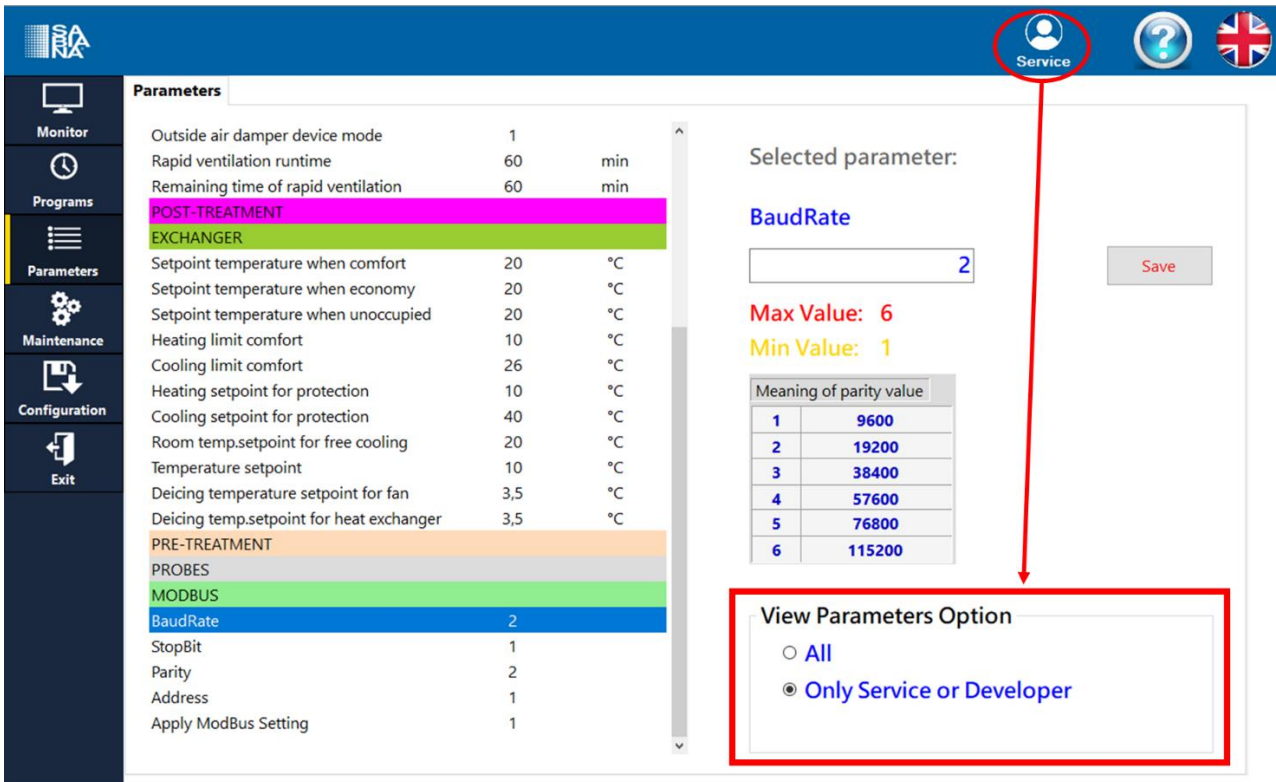 SABIANA
Service
Monitor
Programs
Parameters
Maintenance
Configuration
Exit
Parameters
Outside air damper device mode 1
Rapid ventilation runtime 60 min
Remaining time of rapid ventilation 60 min
POST-TREATMENT
EXCHANGER
Setpoint temperature when comfort 20 °C
Setpoint temperature when economy 20 °C
Setpoint temperature when unoccupied 20 °C
Heating limit comfort 10 °C
Cooling limit comfort 26 °C
Heating setpoint for protection 10 °C
Cooling setpoint for protection 40 °C
Room temp.setpoint for free cooling 20 °C
Temperature setpoint 10 °C
Deicing temperature setpoint for fan 3,5 °C
Deicing temp.setpoint for heat exchanger 3,5 °C
PRE-TREATMENT
PROBES
MODBUS
BaudRate 2
StopBit 1
Parity 2
Address 1
Apply ModBus Setting 1
Selected parameter:
BaudRate
2
Save
Max Value: 6
Min Value: 1
Meaning of parity value
1 9600
2 19200
3 38400
4 57600
5 76800
6 115200
View Parameters Option
All
Only Service or Developer